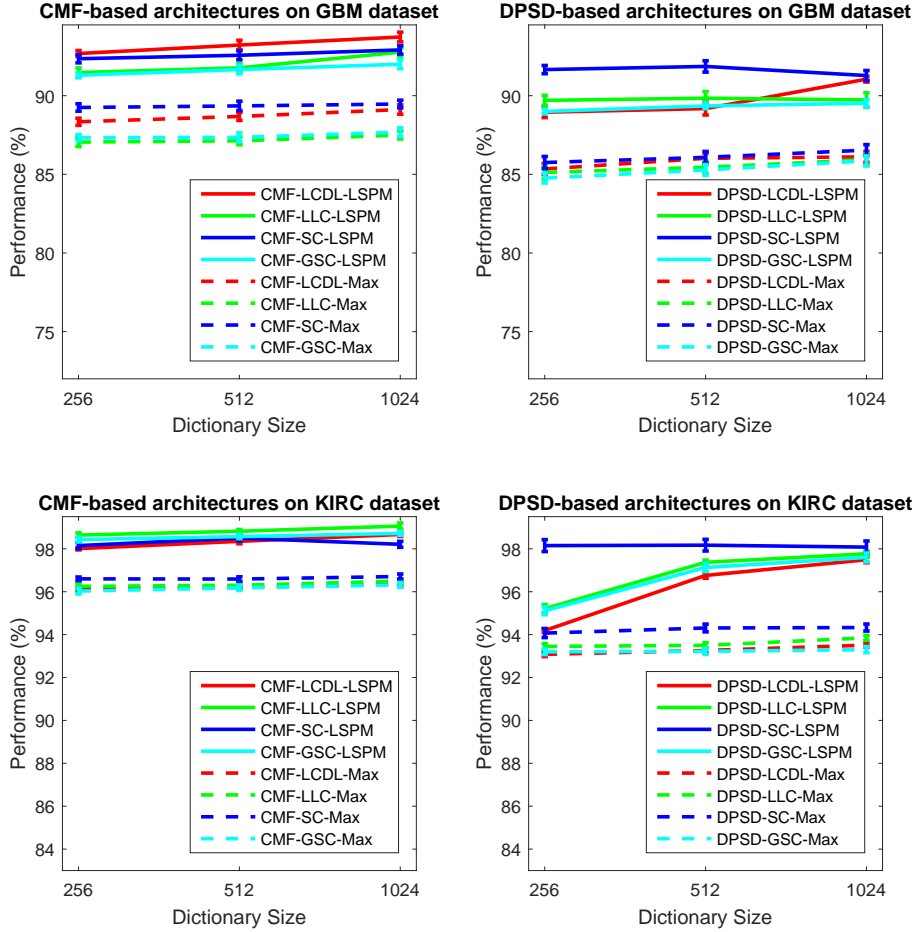 CMF-based architectures on GBM dataset
Performance (%)
90
85
80
75
256
512
1024
Dictionary Size
CMF-LCDL-LSPM
CMF-LLC-LSPM
CMF-SC-LSPM
CMF-GSC-LSPM
CMF-LCDL-Max
CMF-LLC-Max
CMF-SC-Max
CMF-GSC-Max
DPSD-based architectures on GBM dataset
Performance (%)
90
85
80
75
256
512
1024
Dictionary Size
DPSD-LCDL-LSPM
DPSD-LLC-LSPM
DPSD-SC-LSPM
DPSD-GSC-LSPM
DPSD-LCDL-Max
DPSD-LLC-Max
DPSD-SC-Max
DPSD-GSC-Max
CMF-based architectures on KIRC dataset
Performance (%)
98
96
94
92
90
88
86
84
256
512
1024
Dictionary Size
CMF-LCDL-LSPM
CMF-LLC-LSPM
CMF-SC-LSPM
CMF-GSC-LSPM
CMF-LCDL-Max
CMF-LLC-Max
CMF-SC-Max
CMF-GSC-Max
DPSD-based architectures on KIRC dataset
Performance (%)
98
96
94
92
90
88
86
84
256
512
1024
Dictionary Size
DPSD-LCDL-LSPM
DPSD-LLC-LSPM
DPSD-SC-LSPM
DPSD-GSC-LSPM
DPSD-LCDL-Max
DPSD-LLC-Max
DPSD-SC-Max
DPSD-GSC-Max